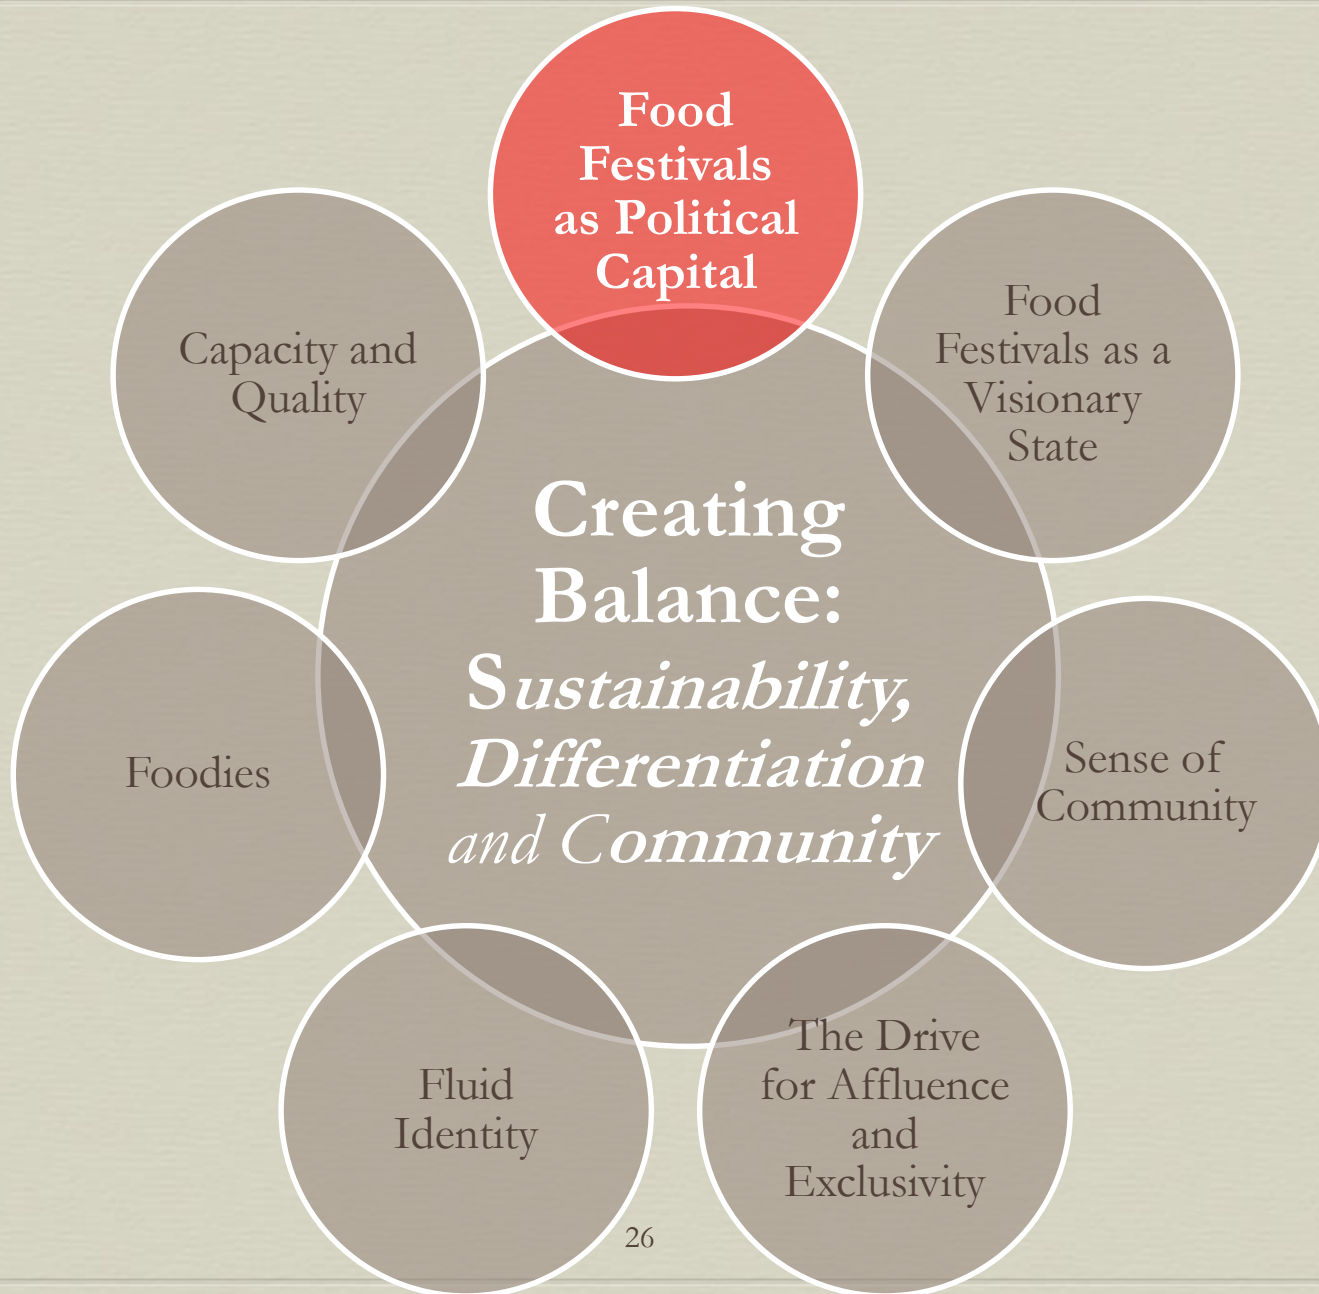 Food
Festivals
as Political
Capital
Food
Festivals as a
Visionary
State
Sense of
Community
The Drive
for Affluence
and
Exclusivity
Fluid
Identity
Foodies
Capacity and
Quality
Creating
Balance:
Sustainability,
Differentiation
and Community
26